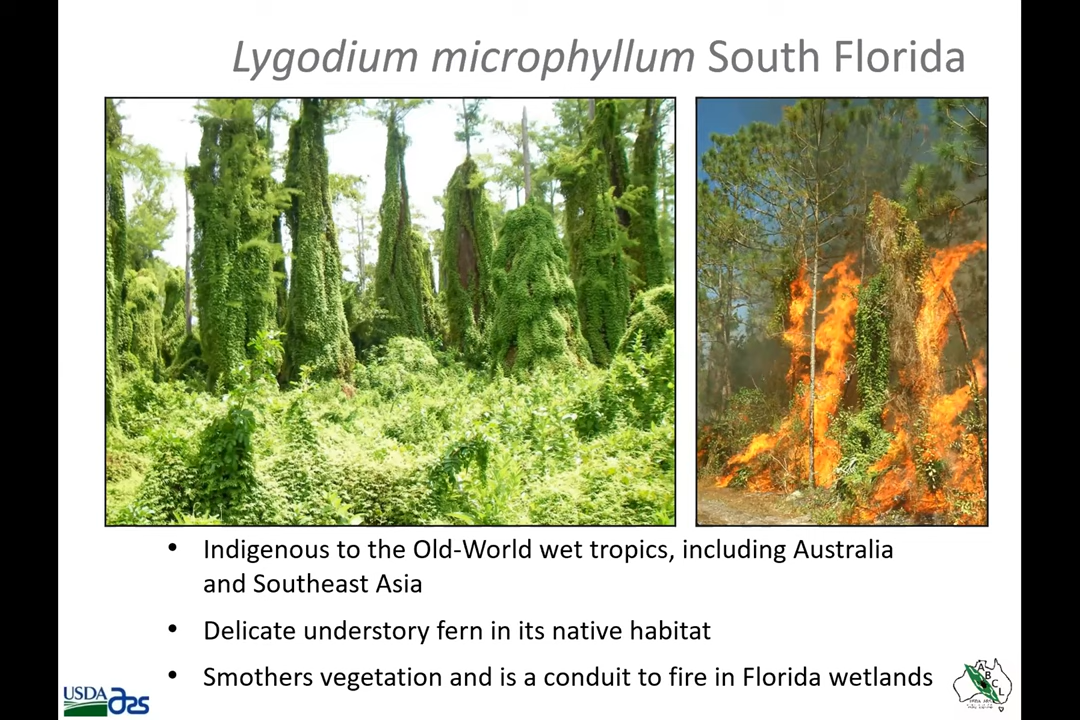 Lygodium microphyllum South Florida
• Indigenous to the Old-World wet tropics, including Australia
and Southeast Asia
• Delicate understory fern in its native habitat
• Smothers vegetation and is a conduit to fire in Florida wetlands
USDA ars
A
B
C
L